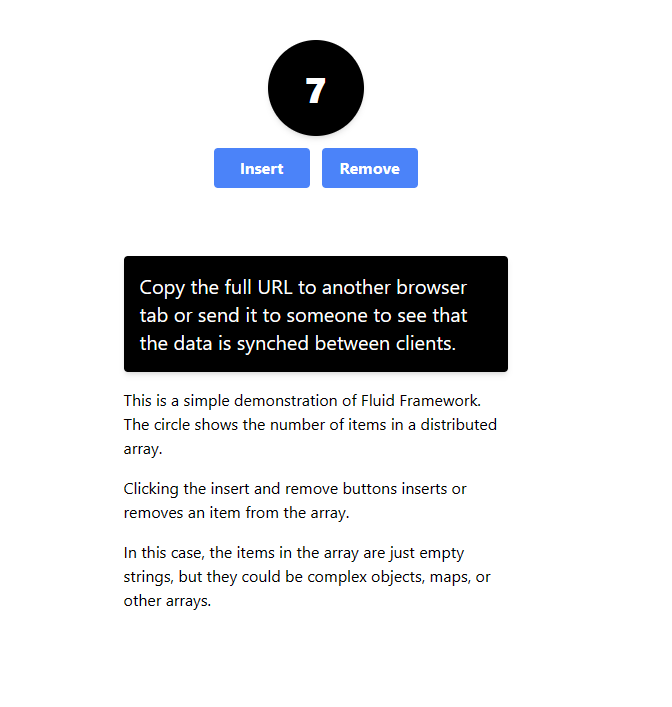 7
Insert Remove
Copy the full URL to another browser
tab or send it to someone to see that
the data is synched between clients.
This is a simple demonstration of Fluid Framework.
The circle shows the number of items in a distributed
array.
Clicking the insert and remove buttons inserts or
removes an item from the array.
In this case, the items in the array are just empty
strings, but they could be complex objects, maps, or
other arrays.